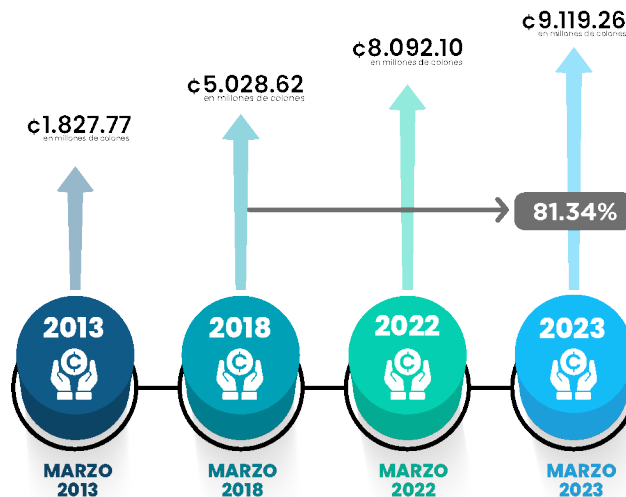 ₡1.827.77
en millones de colones
₡5.028.62
en millones de colones
₡8.092.10
en millones de colones
₡9.119.26
en millones de colones
81.34%
2013
2018
2022
2023
MARZO
2013
MARZO
2018
MARZO
2022
MARZO
2023